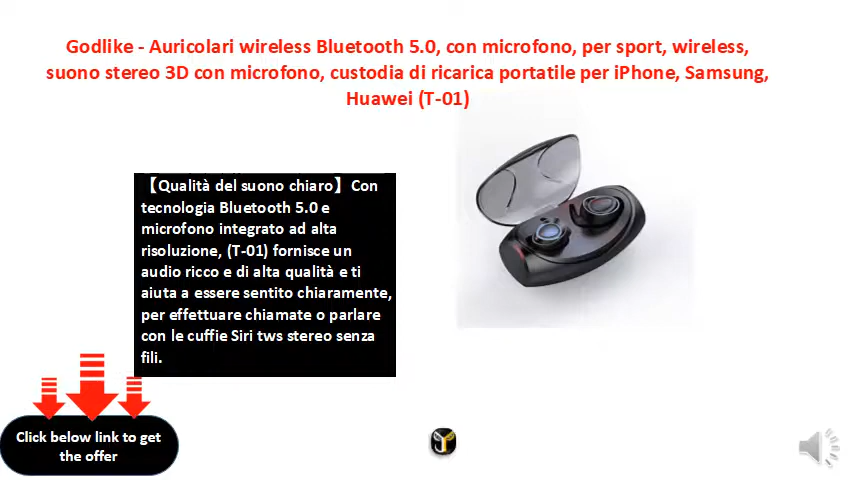 Godlike - Auricolari wireless Bluetooth 5.0, con microfono, per sport, wireless,
suono stereo 3D con microfono, custodia di ricarica portatile per iPhone, Samsung,
Huawei (T-01)
【Qualità del suono chiaro】Con
tecnologia Bluetooth 5.0 e
microfono integrato ad alta
risoluzione, (T-01) fornisce un
audio ricco e di alta qualità e ti
aiuta a essere sentito chiaramente,
per effettuare chiamate o parlare
con le cuffie Siri tws stereo senza
fili.
Click below link to get
the offer